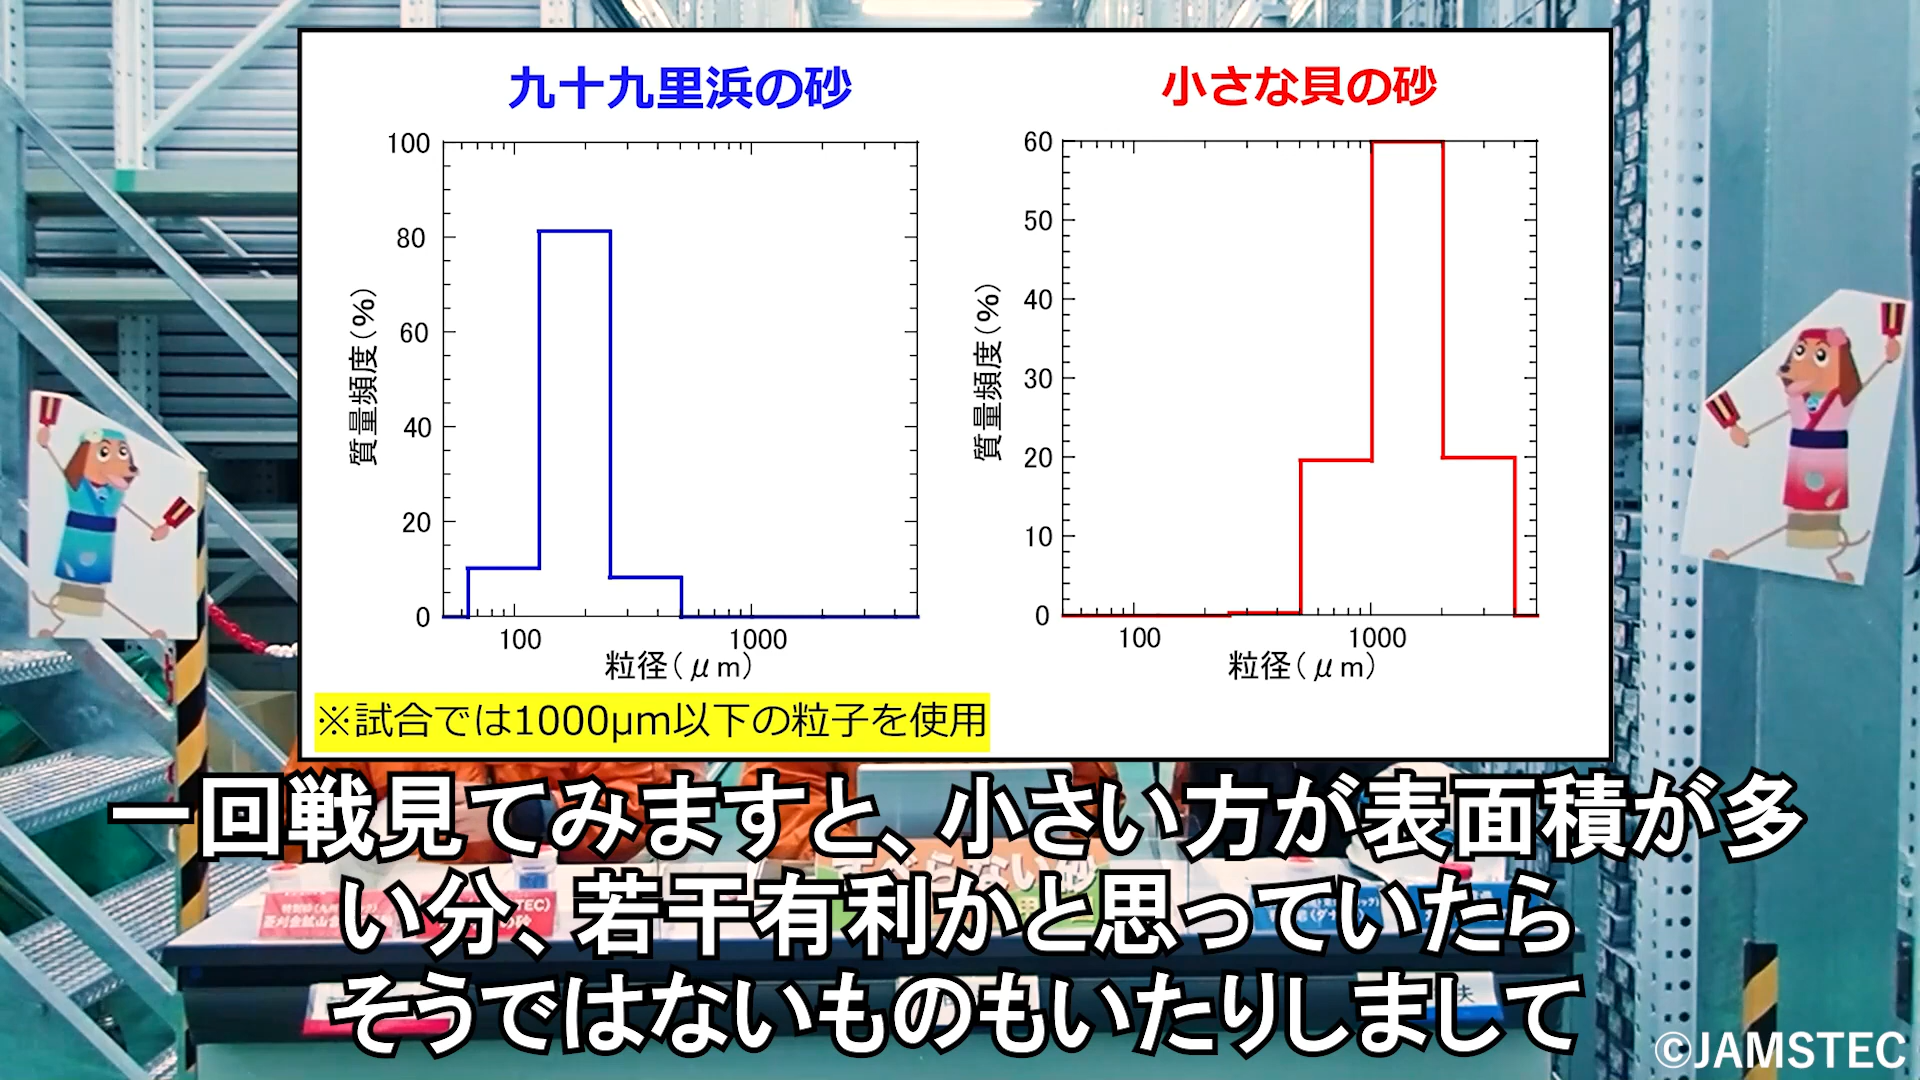 九十九里浜の砂
小さな貝の砂
100
80
60
40
20
0
質量頻度(%)
100
1000
粒径(μm)
60
50
40
30
20
10
0
質量頻度(%)
100
1000
粒径(μm)
※試合では1000μm以下の粒子を使用
一回戦見てみますと、小さい方が表面積が多
い分、若干有利かと思っていたら
そうではないものもいたりしまして
©JAMSTEC